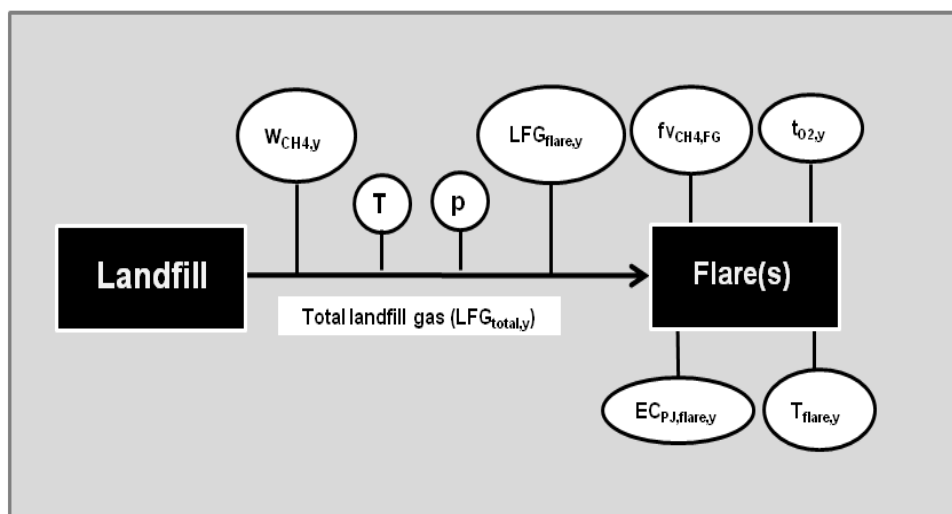 W_CH4,y
LFG_flare,y
fv_CH4,FG
t_O2,y
T
p
Landfill
Flare(s)
Total landfill gas (LFG_total,y)
EC_PJ,flare,y
T_flare,y